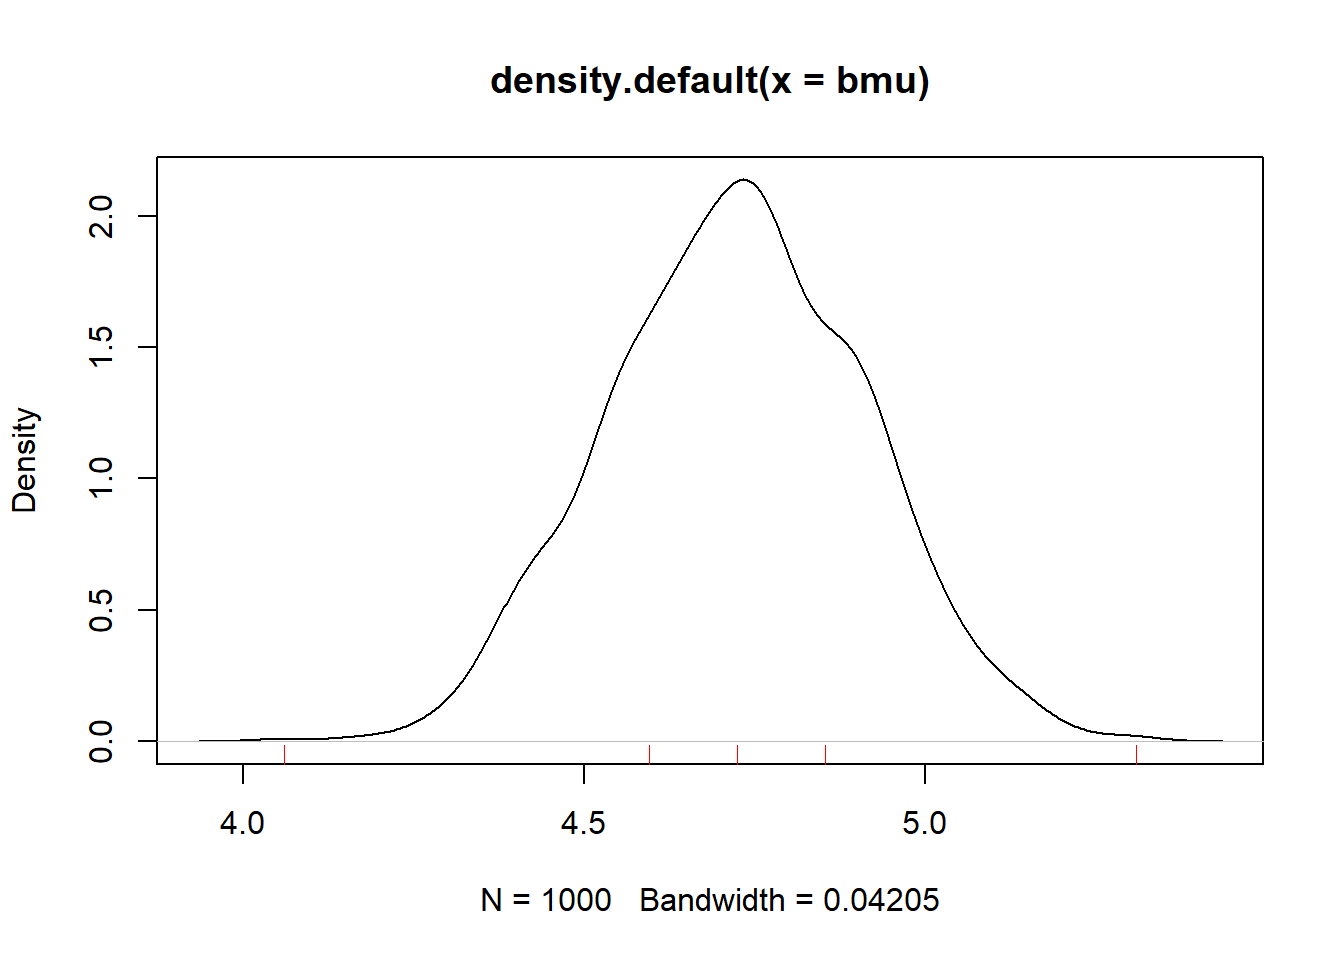 density.default(x = bmu)
Density
2.0
1.5
1.0
0.5
0.0
4.0 4.5 5.0
N = 1000 Bandwidth = 0.04205